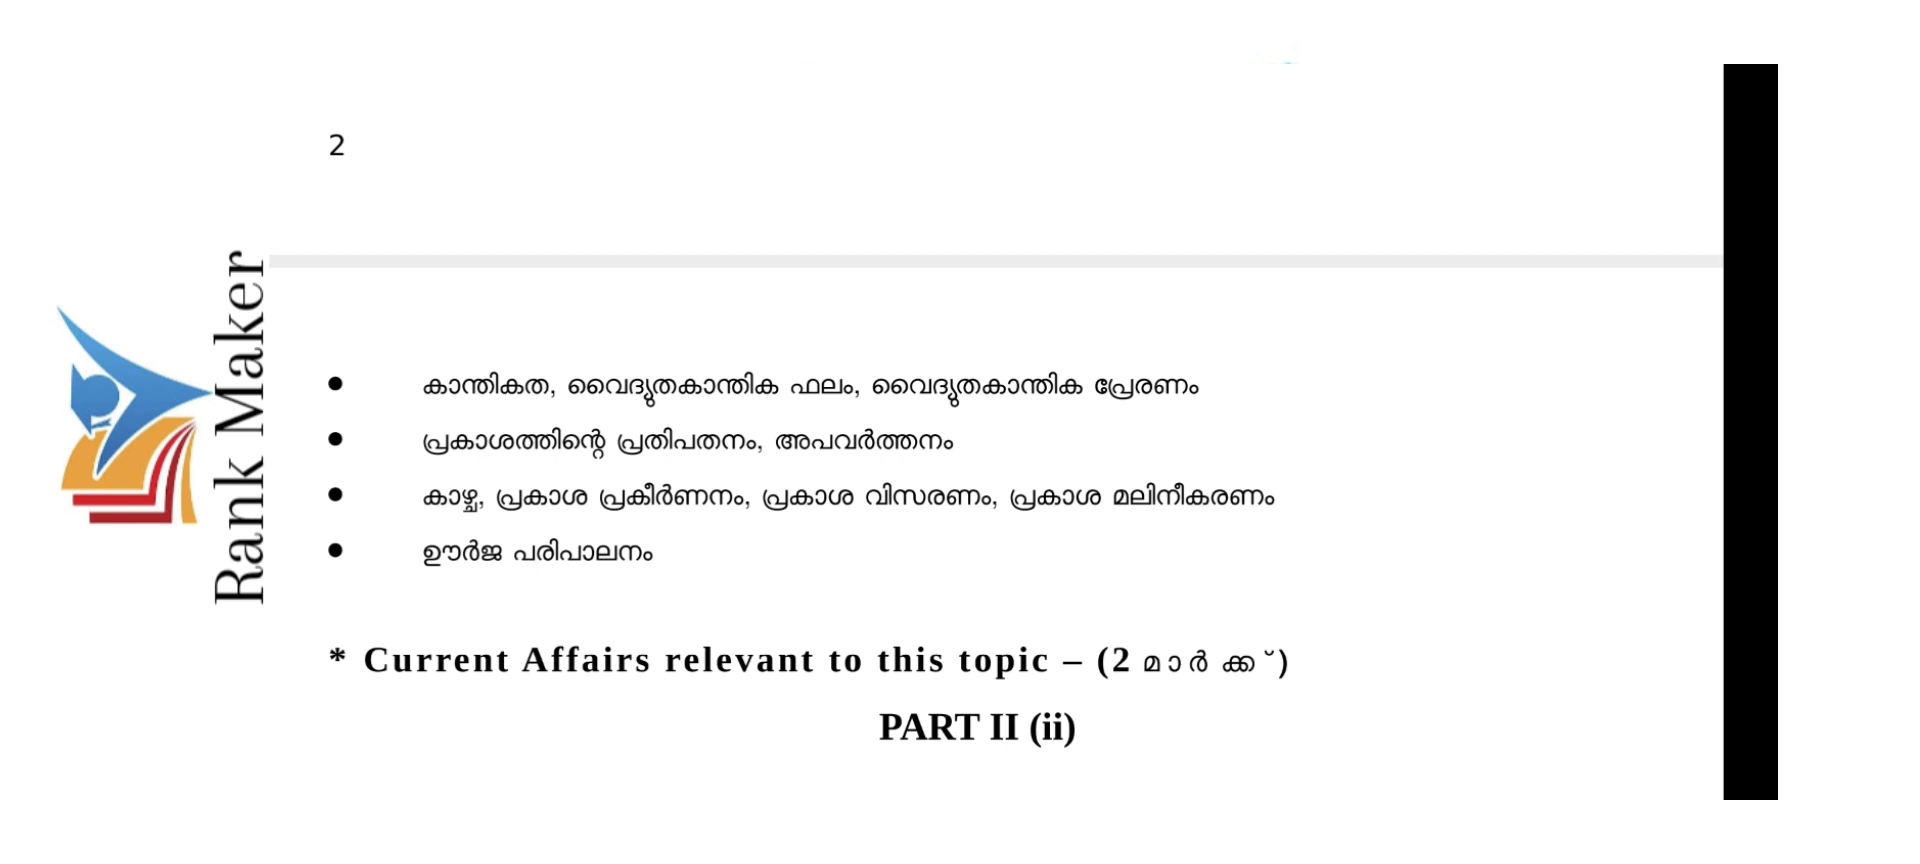 2
Rank Maker
● കാന്തികത, വൈദ്യുതകാന്തിക ഫലം, വൈദ്യുതകാന്തിക പ്രേരണം
● പ്രകാശത്തിന്റെ പ്രതിപതനം, അപവർത്തനം
● കാഴ്ച, പ്രകാശ പ്രകീർണനം, പ്രകാശ വിസരണം, പ്രകാശ മലിനീകരണം
● ഊർജ പരിപാലനം
* Current Affairs relevant to this topic – (2 മാർ ക്ക ്)
PART II (ii)